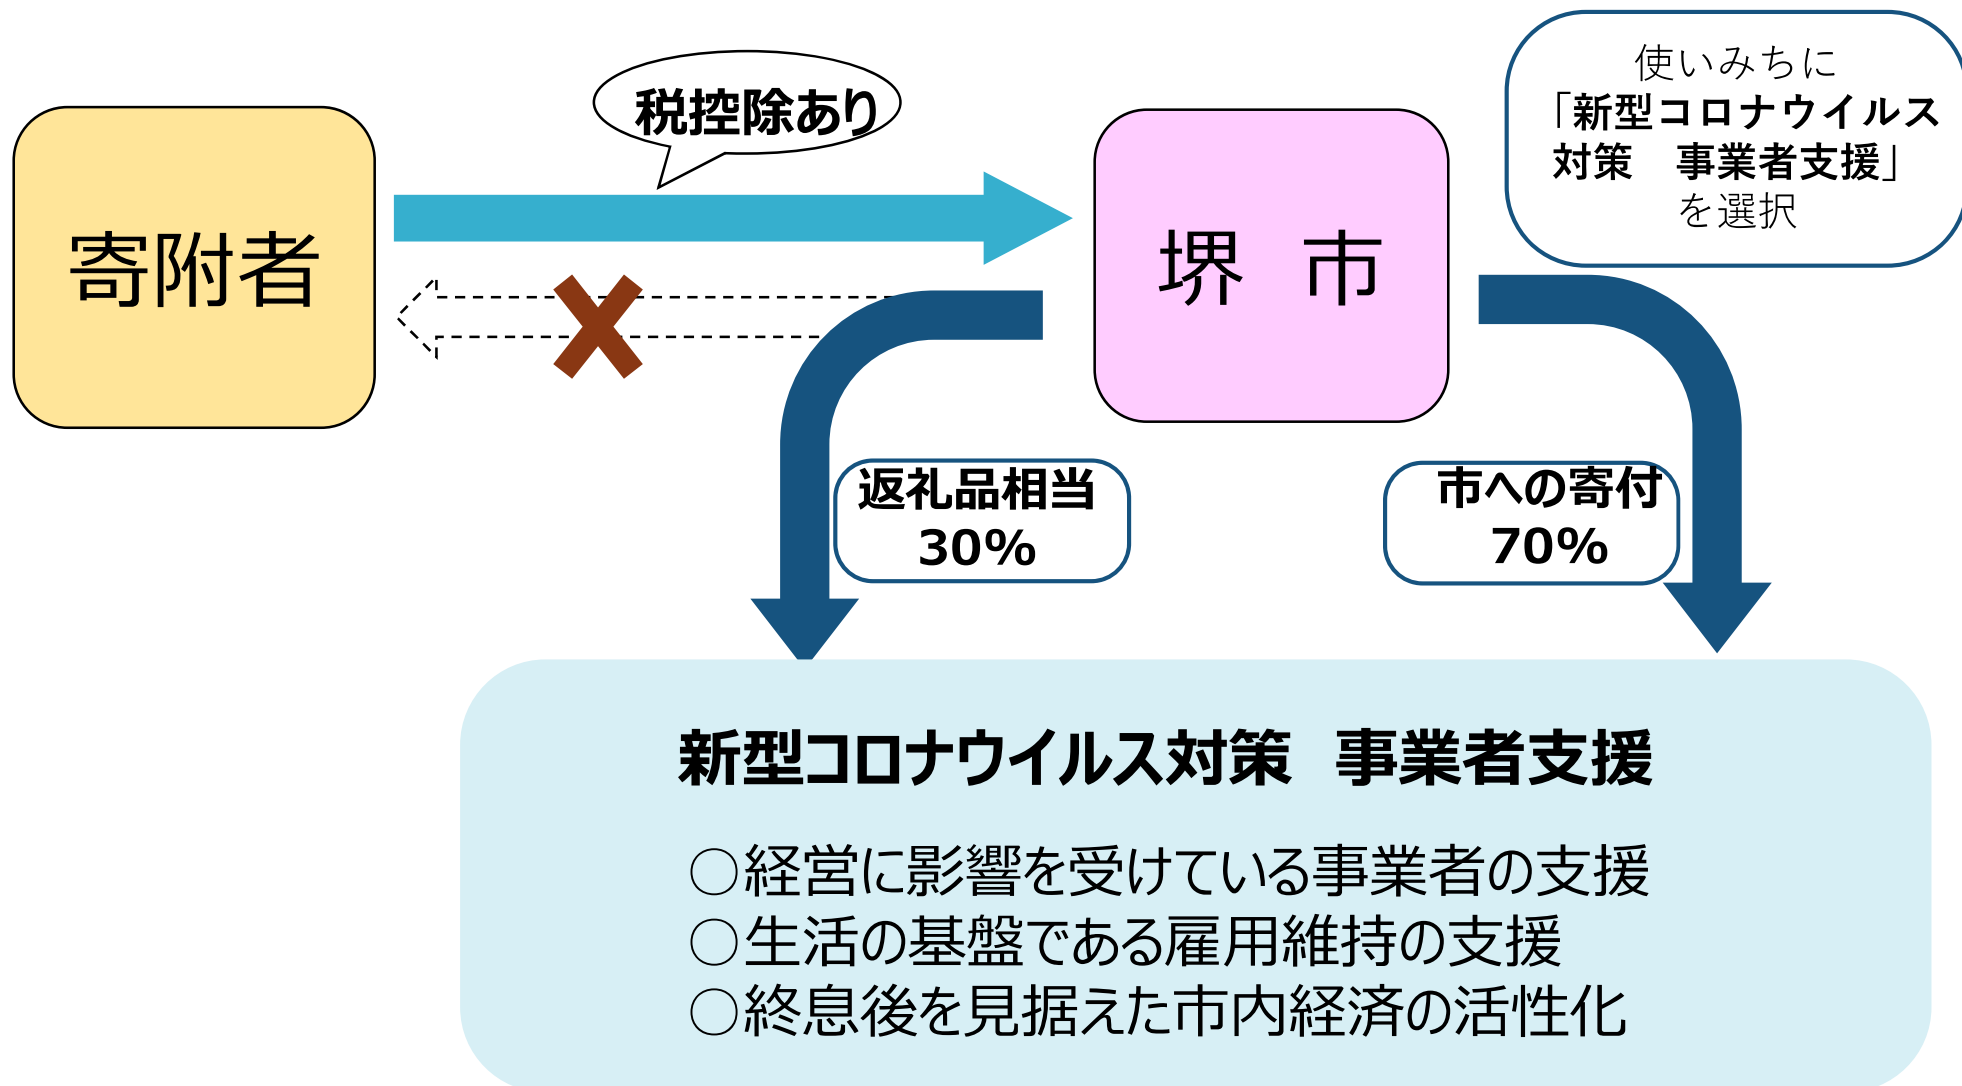 税控除あり
寄附者
堺　市
使いみちに
「新型コロナウイルス
対策　事業者支援」
を選択
返礼品相当
30%
市への寄付
70%
新型コロナウイルス対策　事業者支援
○経営に影響を受けている事業者の支援
○生活の基盤である雇用維持の支援
○終息後を見据えた市内経済の活性化